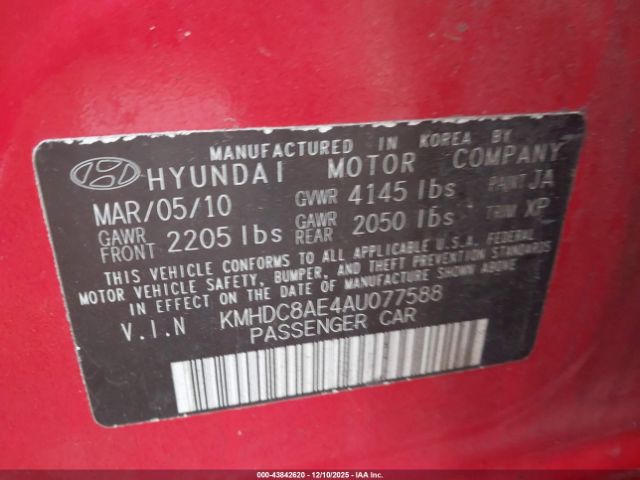 MANUFACTURED IN KOREA BY
HYUNDAI MOTOR COMPANY
MAR/05/10 GVWR 4145 lbs PAINT JA
GAWR FRONT 2205 lbs GAWR REAR 2050 lbs TRIM XP
THIS VEHICLE CONFORMS TO ALL APPLICABLE U.S.A. FEDERAL
MOTOR VEHICLE SAFETY, BUMPER, AND THEFT PREVENTION STANDARDS
IN EFFECT ON THE DATE OF MANUFACTURE SHOWN ABOVE.
V.I.N KMHDC8AE4AU077588
PASSENGER CAR
000-43842620 - 12/10/2025 - IAAI, Inc.